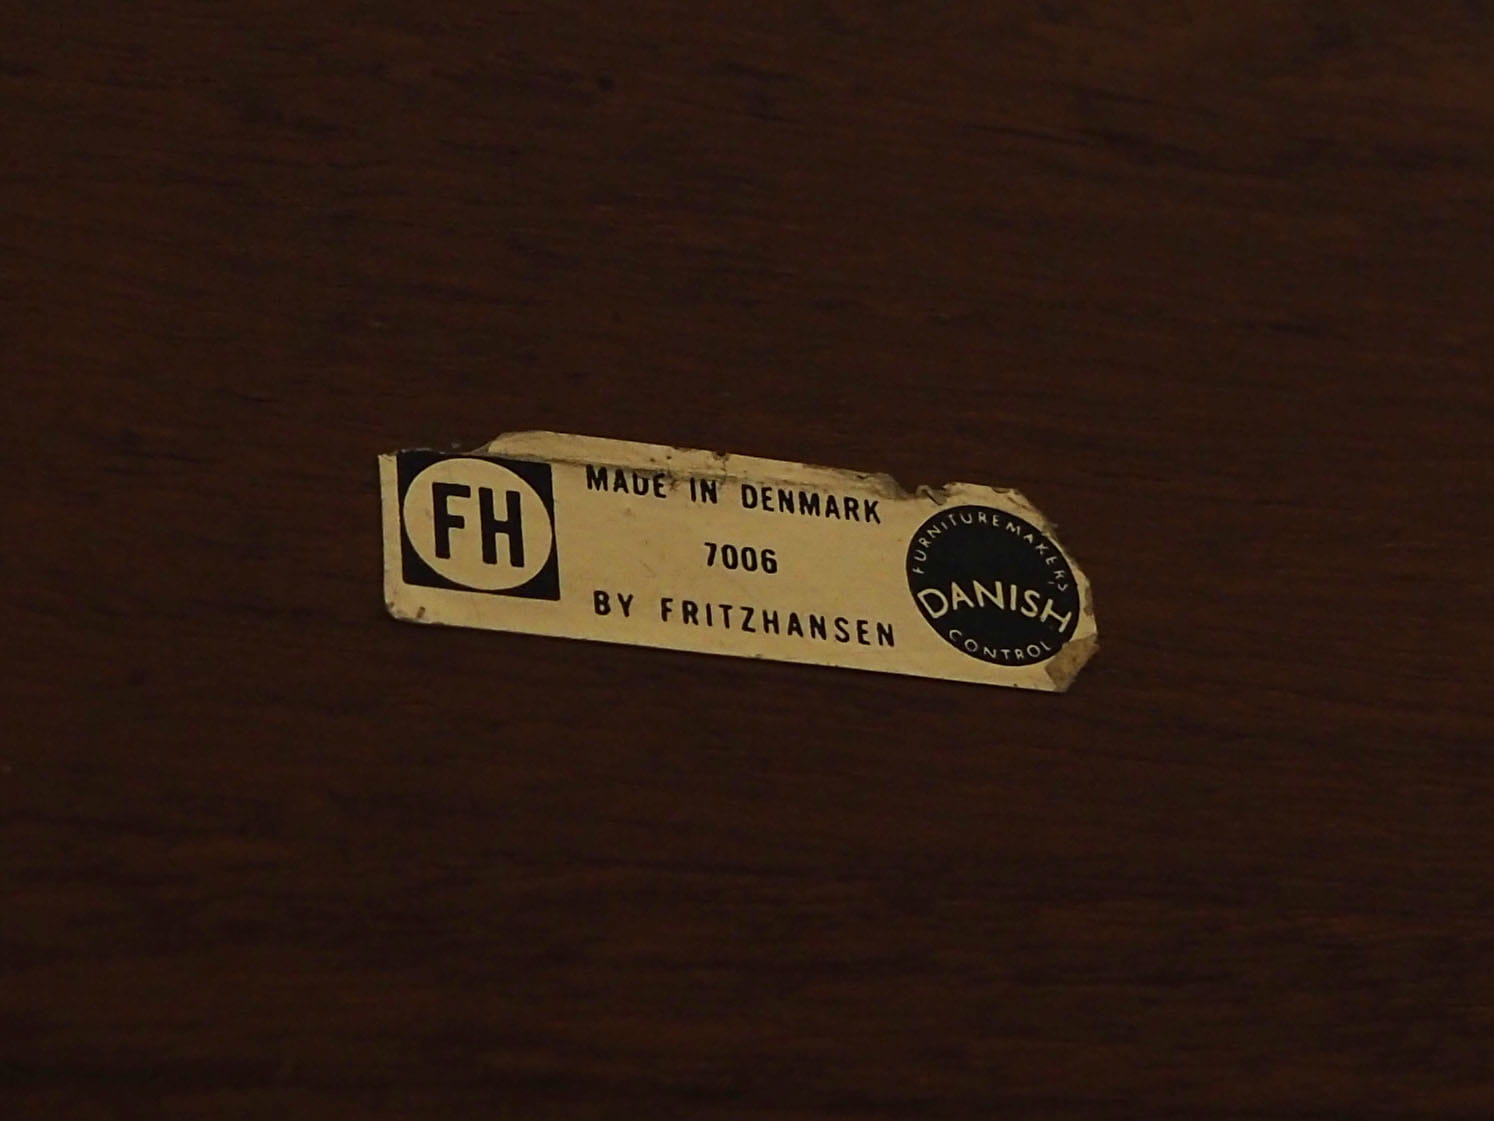 FH
MADE IN DENMARK
7006
BY FRITZHANSEN
FURNITUREMAKERS
DANISH
CONTROL